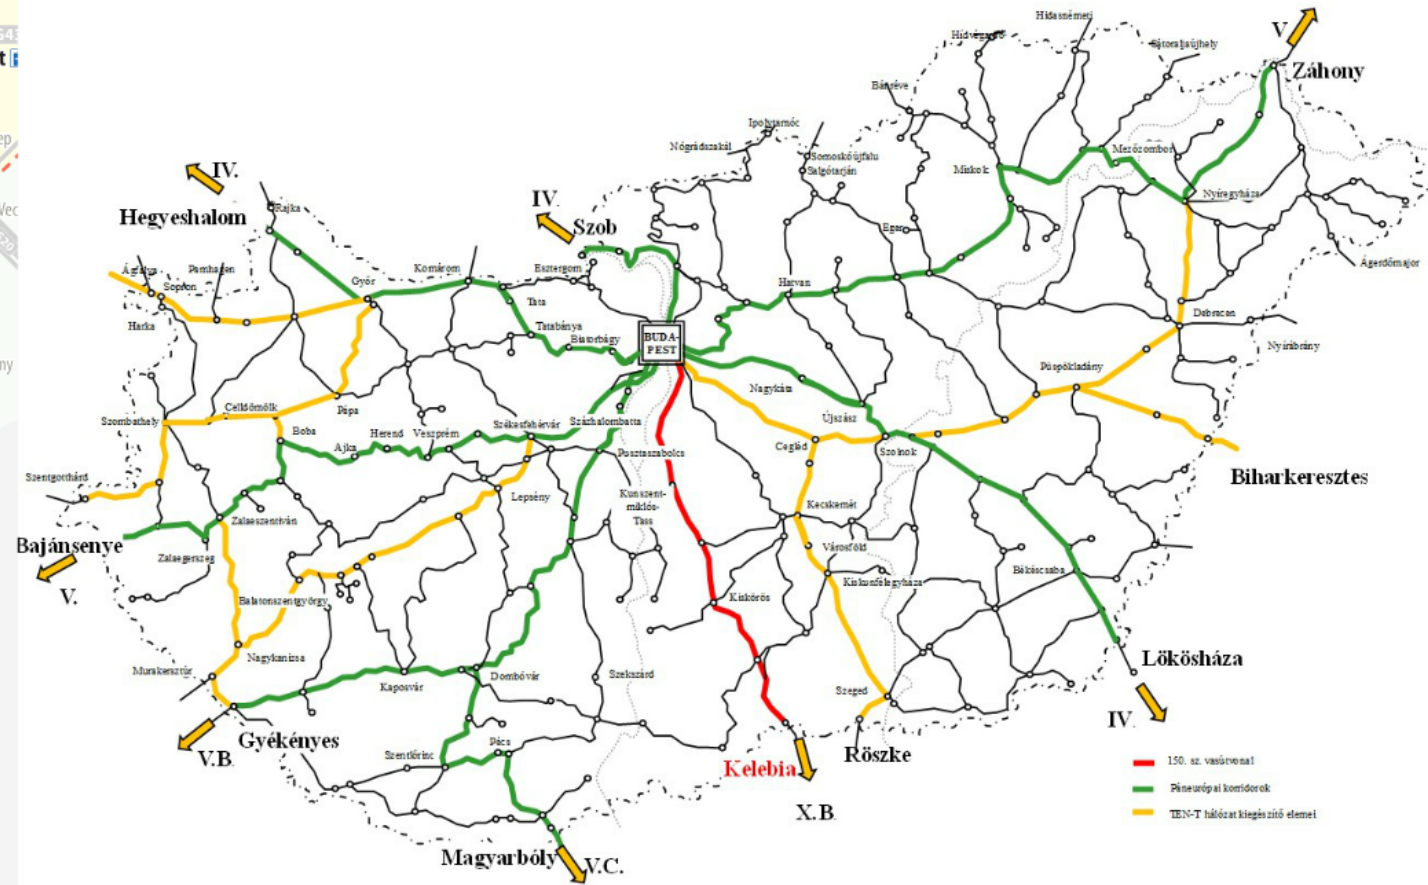 V.
Záhony
Hidasnémeti
Sátoraljaújhely
Bánréve
Ipolytarnóc
Nógrádszakál
Somoskőújfalu
Salgótarján
Miskolc
Mezőzombor
Nyíregyháza
IV.
Hegyeshalom
Rajka
IV.
Szob
Eger
Ágerdőmajor
Ágfalva
Pamhagen
Sopron
Győr
Komárom
Esztergom
Hatvan
Harka
Tata
Tatabánya
Biatorbágy
BUDA-
PEST
Debrecen
Nyírábrány
Püspökladány
Nagykáta
Celldömölk
Pápa
Szombathely
Boba
Ajka
Herend
Veszprém
Székesfehérvár
Százhalombatta
Újszász
Cegléd
Szolnok
Pusztaszabolcs
Szentgotthárd
Biharkeresztes
Lepsény
Kunszent-
miklós-
Tass
Kecskemét
Zalaszentiván
Bajánsenye
Zalaegerszeg
Városföld
V.
Kiskunfélegyháza
Békéscsaba
Balatonszentgyörgy
Kiskőrös
Nagykanizsa
Murakeresztúr
Kaposvár
Dombóvár
Szekszárd
Szeged
Lőkösháza
IV.
Gyékényes
V.B.
Szentlőrinc
Pécs
Kelebia
Röszke
X.B.
Magyarbóly
V.C.
150. sz. vasútvonal
Páneurópai korridorok
TEN-T hálózat kiegészítő elemei